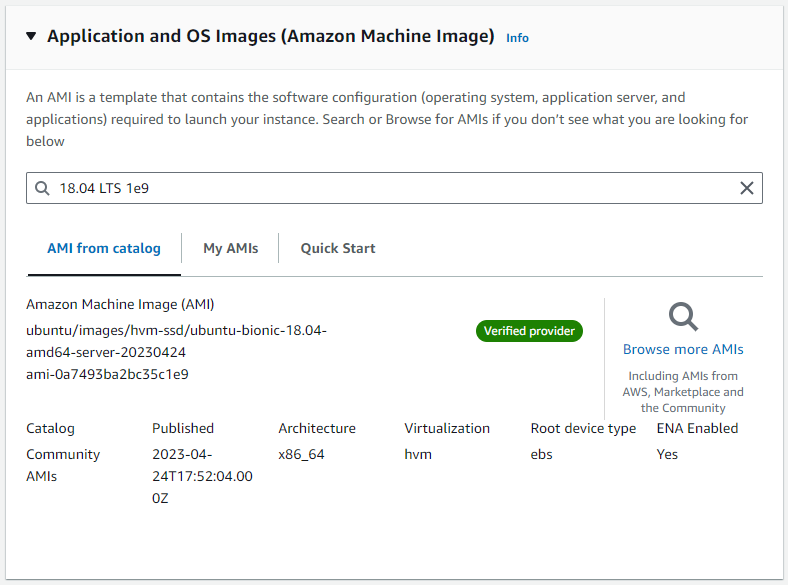 Application and OS Images (Amazon Machine Image) Info
An AMI is a template that contains the software configuration (operating system, application server, and
applications) required to launch your instance. Search or Browse for AMIs if you don't see what you are looking for
below
18.04 LTS 1e9
AMI from catalog
My AMIs
Quick Start
Amazon Machine Image (AMI)
ubuntu/images/hvm-ssd/ubuntu-bionic-18.04-
amd64-server-20230424
ami-0a7493ba2bc35c1e9
Verified provider
Browse more AMIs
Including AMIs from
AWS, Marketplace and
the Community
Catalog
Community
AMIs
Published
2023-04-
24T17:52:04.00
0Z
Architecture
x86_64
Virtualization
hvm
Root device type
ebs
ENA Enabled
Yes